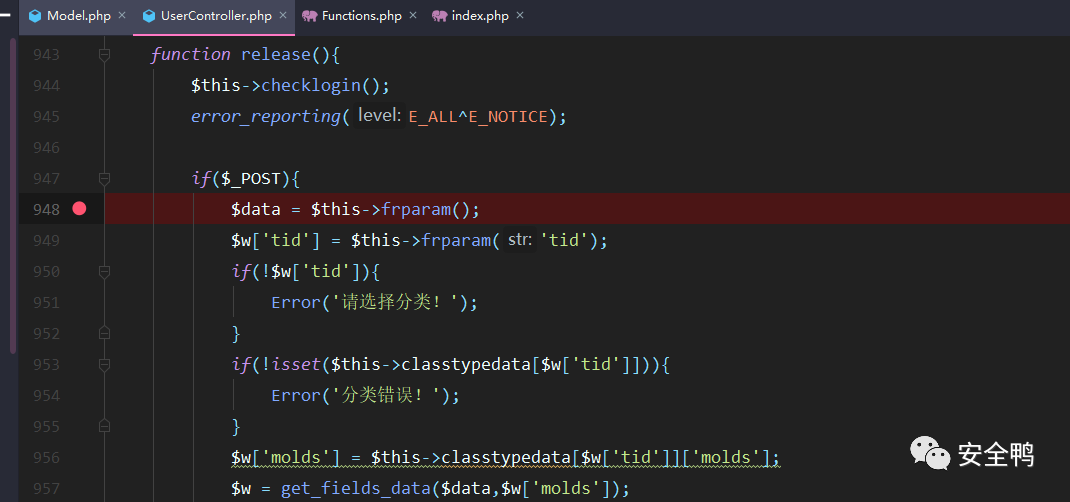 Model.php × UserController.php × Functions.php × index.php ×
943 function release(){
944 $this->checklogin();
945 error_reporting( level: E_ALL^E_NOTICE);
946
947 if($_POST){
948 $data = $this->frparam();
949 $w['tid'] = $this->frparam( str: 'tid');
950 if(!$w['tid']){
951 Error('请选择分类！');
952 }
953 if(!isset($this->classtypedata[$w['tid']])){
954 Error('分类错误！');
955 }
956 $w['molds'] = $this->classtypedata[$w['tid']]['molds'];
957 $w = get_fields_data($data,$w['molds']);
安全鸭